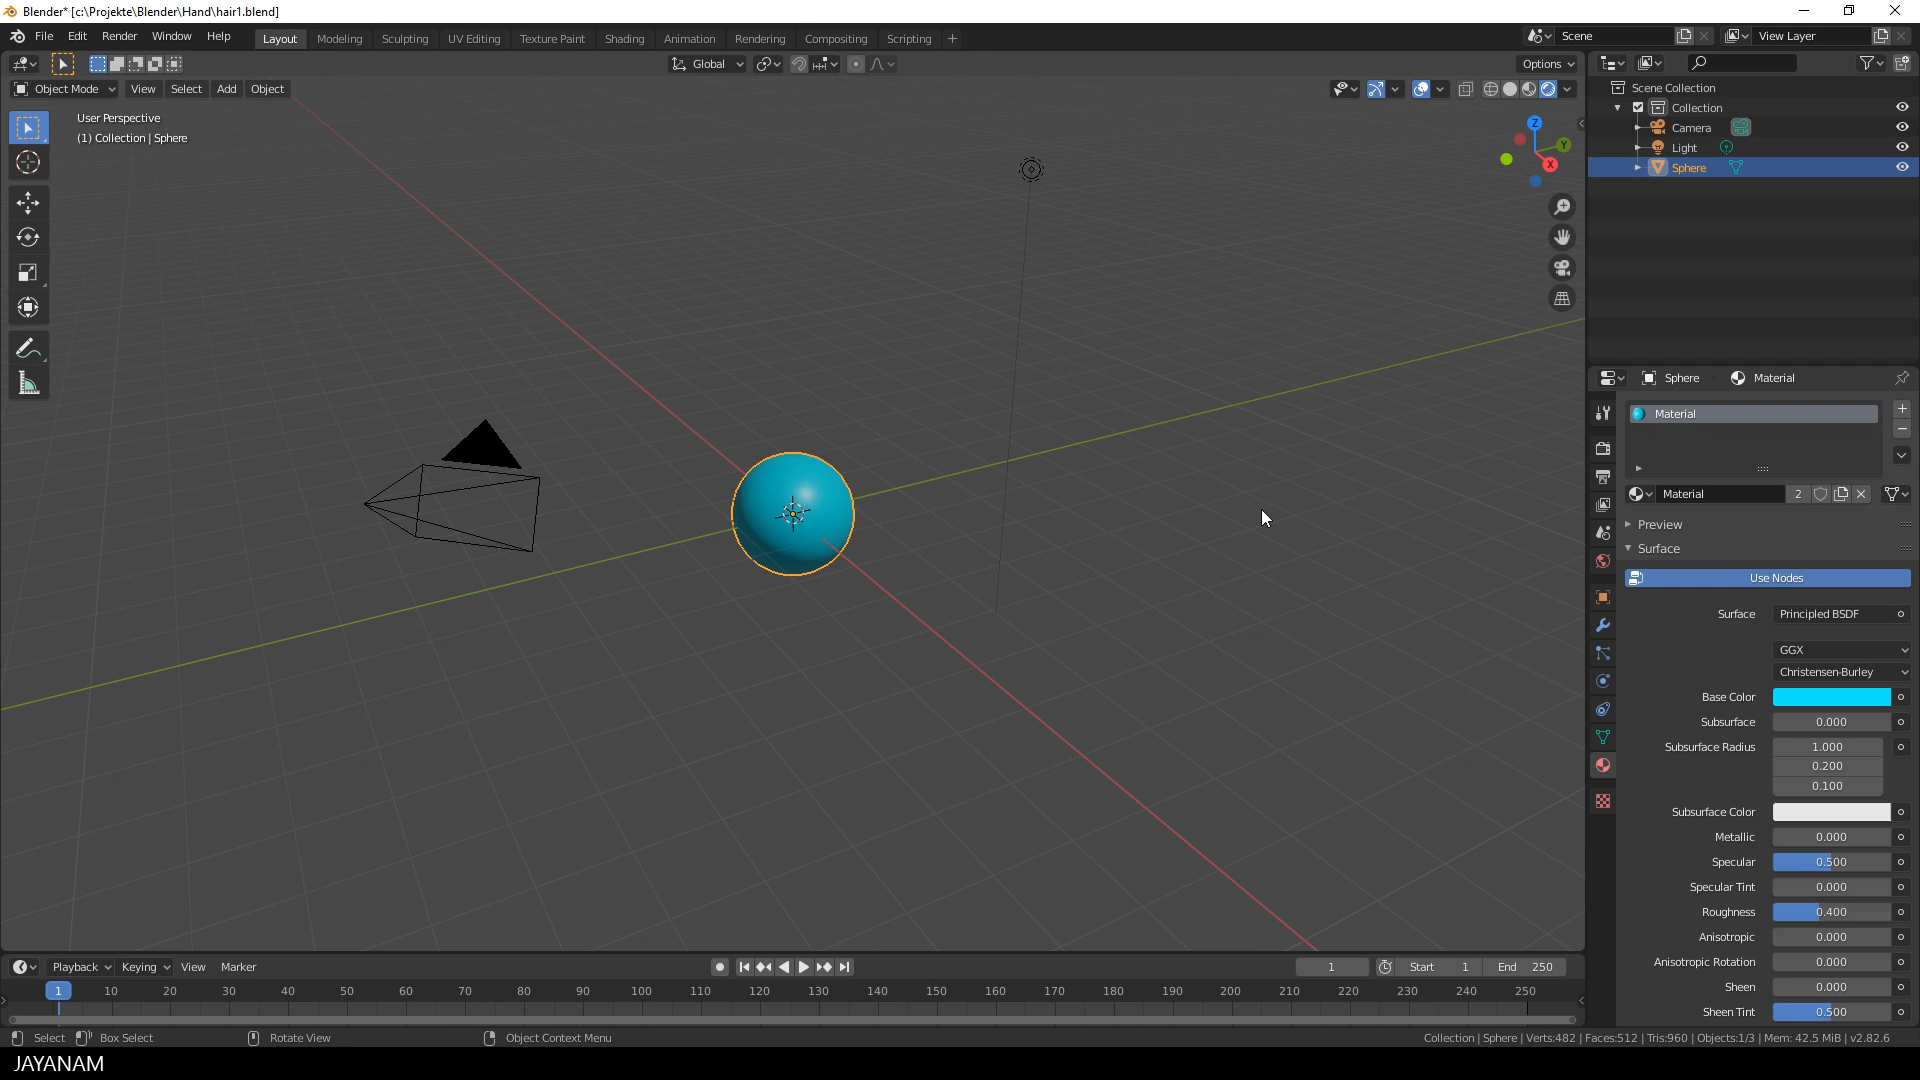 Blender* [c:\Projekte\Blender\Hand\hair1.blend]
File Edit Render Window Help Layout Modeling Sculpting UV Editing Texture Paint Shading Animation Rendering Compositing Scripting + Scene View Layer
Global Options
Object Mode View Select Add Object
User Perspective
(1) Collection | Sphere
Z
Y
X
Scene Collection
Collection
Camera
Light
Sphere
Sphere Material
Material
Material 2
Preview
Surface
Use Nodes
Surface Principled BSDF
GGX
Christensen-Burley
Base Color
Subsurface 0.000
Subsurface Radius 1.000
0.200
0.100
Subsurface Color
Metallic 0.000
Specular 0.500
Specular Tint 0.000
Roughness 0.400
Anisotropic 0.000
Anisotropic Rotation 0.000
Sheen 0.000
Sheen Tint 0.500
Playback Keying View Marker 1 Start 1 End 250
1 10 20 30 40 50 60 70 80 90 100 110 120 130 140 150 160 170 180 190 200 210 220 230 240 250
Select Box Select Rotate View Object Context Menu Collection | Sphere | Verts:482 | Faces:512 | Tris:960 | Objects:1/3 | Mem: 42.5 MiB | v2.82.6
JAYANAM